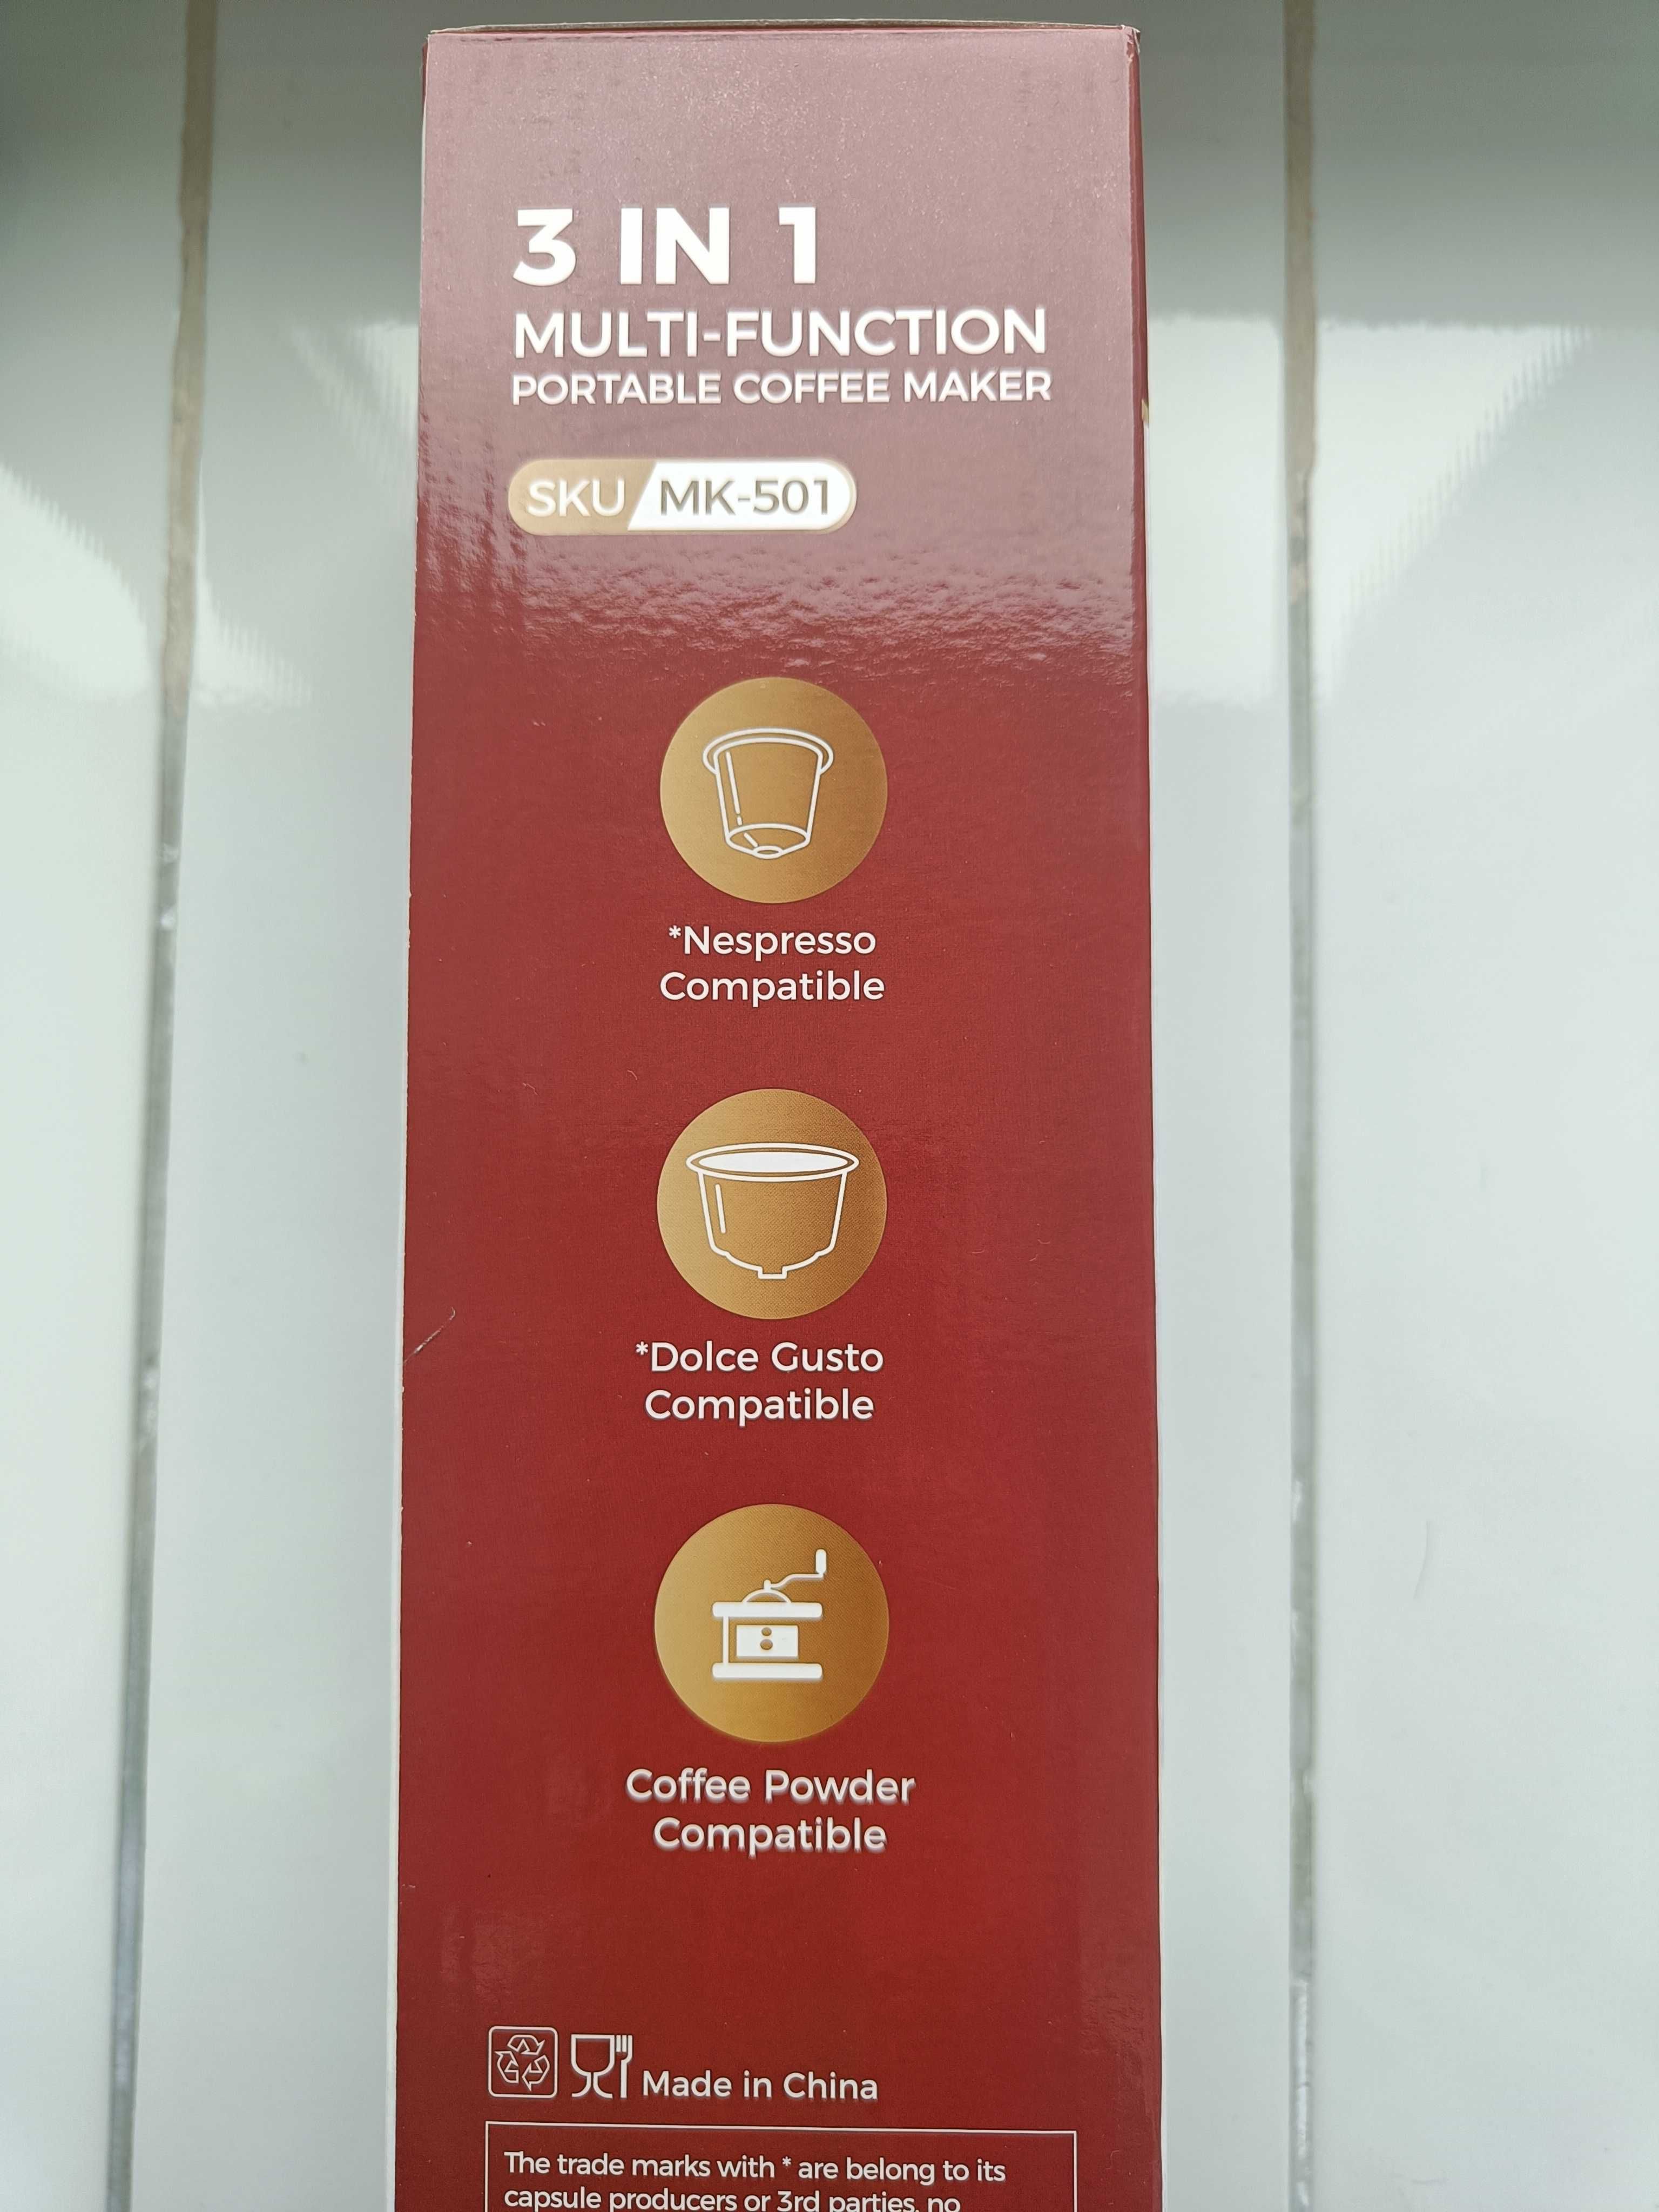 3 IN 1
MULTI-FUNCTION
PORTABLE COFFEE MAKER
SKU MK-501
*Nespresso
Compatible
*Dolce Gusto
Compatible
Coffee Powder
Compatible
Made in China
The trade marks with * are belong to its
capsule producers or 3rd parties, no